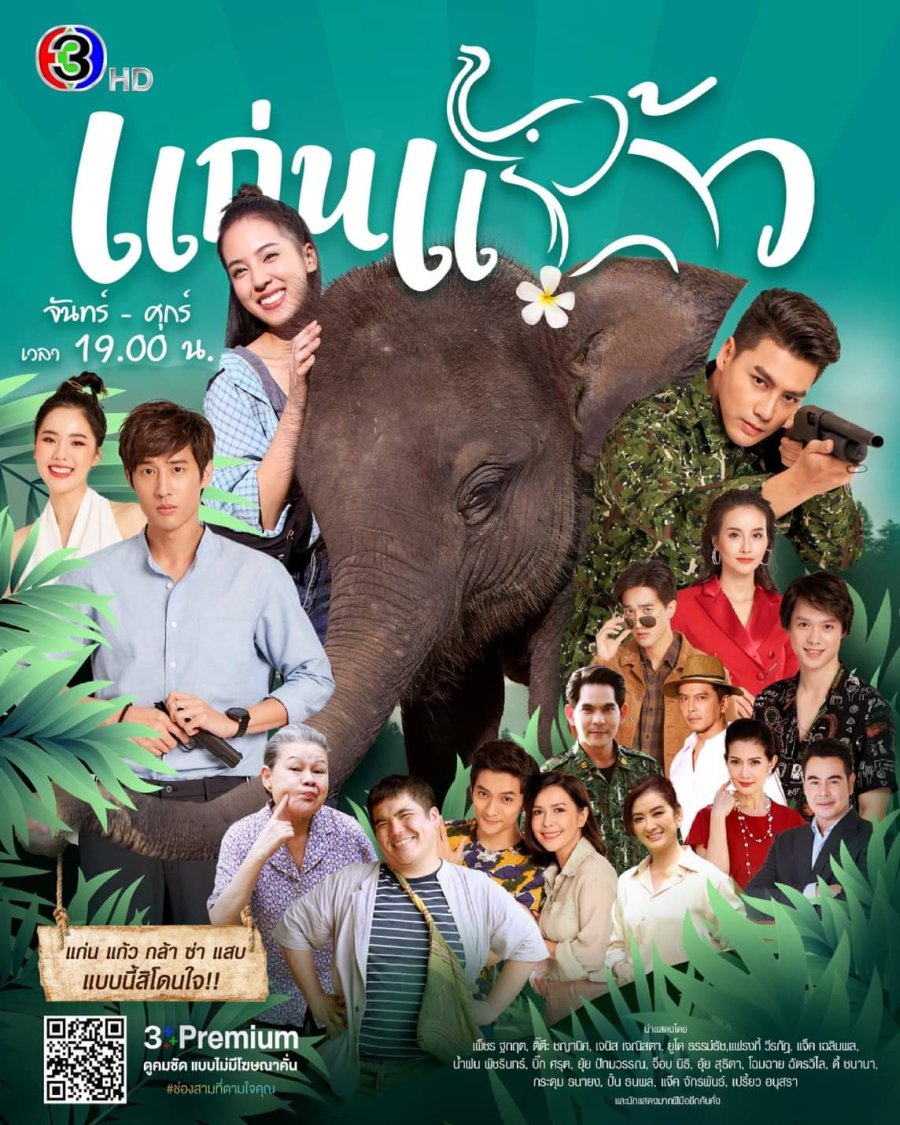 3 HD
แก่นแก้ว
จันทร์ - ศุกร์
เวลา 19.00 น.
แก่น แก้ว กล้า ซ่า แสบ
แบบนี้สิโดนใจ!!
3+Premium
ดูคมชัด แบบไม่มีโฆษณาคั่น
#ช่องสามที่ตามใจคุณ
นำแสดงโดย
เพ็ชร ฐกฤต, ติ๊ต๊ะ ชญานิศ, เจนิส เจณิสตา, ยูโด ธรรม์ธัช,แฟรงกี้ วีรภัฎ, แจ็ค เฉลิมพล,
น้ำฝน พัชรินทร์, บิ๊ก ศรุต, ยุ้ย ปัทมวรรณ, จ็อบ นิธิ, อุ้ย สุธิตา, โฉมฉาย ฉัตรวิไล, ดี้ ชนานา,
กระดุม ธนายง, ปั้น ธนพล, แจ๊ค จักรพันธ์, เปรี้ยว อนุสรา
และนักแสดงมากฝีมืออีกคับคั่ง